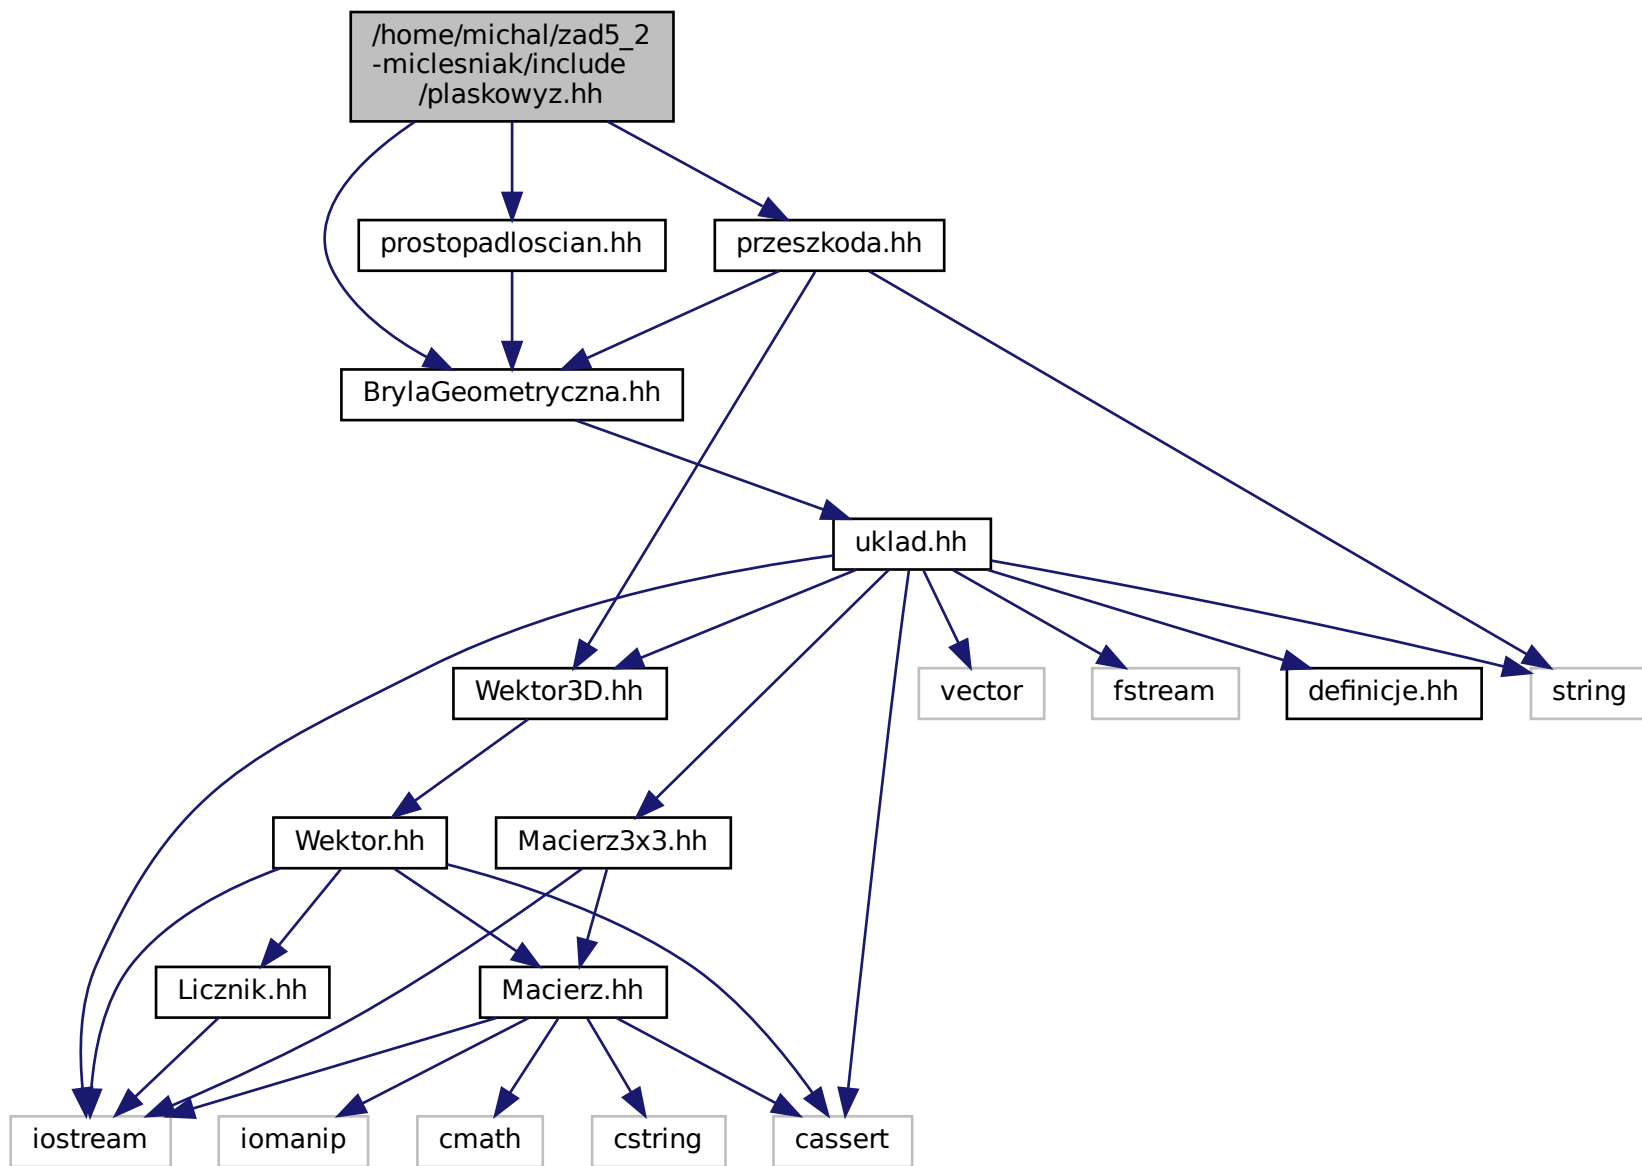 /home/michal/zad5_2
-miclesniak/include
/plaskowyz.hh
prostopadloscian.hh
przeszkoda.hh
BrylaGeometryczna.hh
uklad.hh
Wektor3D.hh
vector
fstream
definicje.hh
string
Wektor.hh
Macierz3x3.hh
Licznik.hh
Macierz.hh
iostream
iomanip
cmath
cstring
cassert